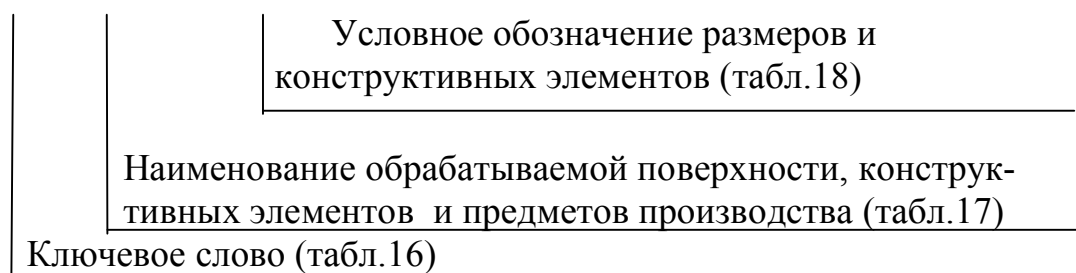 Условное обозначение размеров и
конструктивных элементов (табл.18)
Наименование обрабатываемой поверхности, конструк-
тивных элементов и предметов производства (табл.17)
Ключевое слово (табл.16)